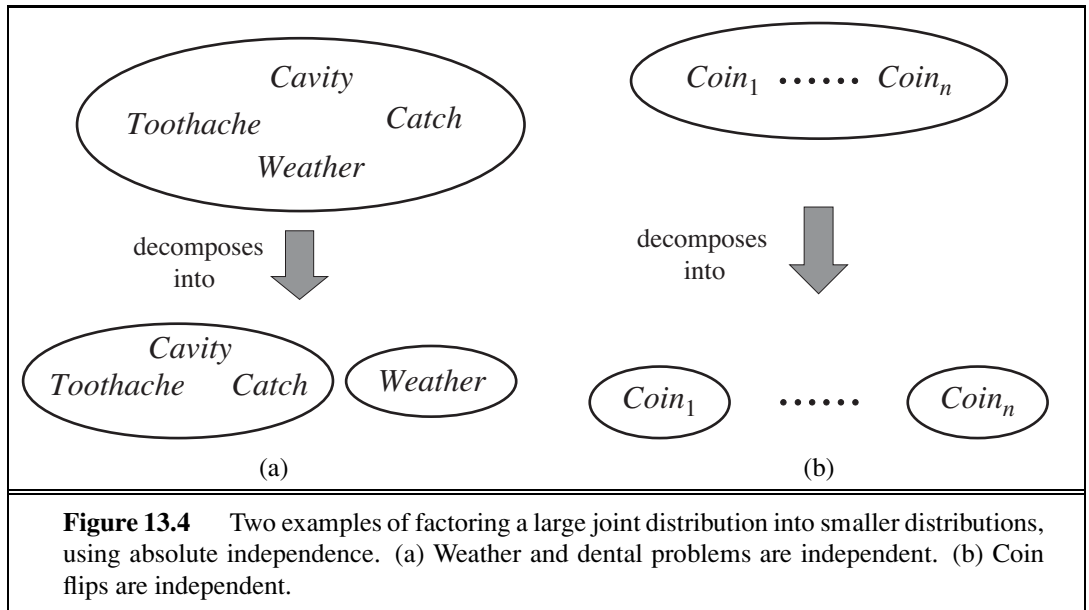 Cavity
Toothache Catch
Weather
decomposes
into
Cavity
Toothache Catch Weather
(a)
Coin₁ ...... Coinₙ
decomposes
into
Coin₁ ...... Coinₙ
(b)
Figure 13.4 Two examples of factoring a large joint distribution into smaller distributions,
using absolute independence. (a) Weather and dental problems are independent. (b) Coin
flips are independent.